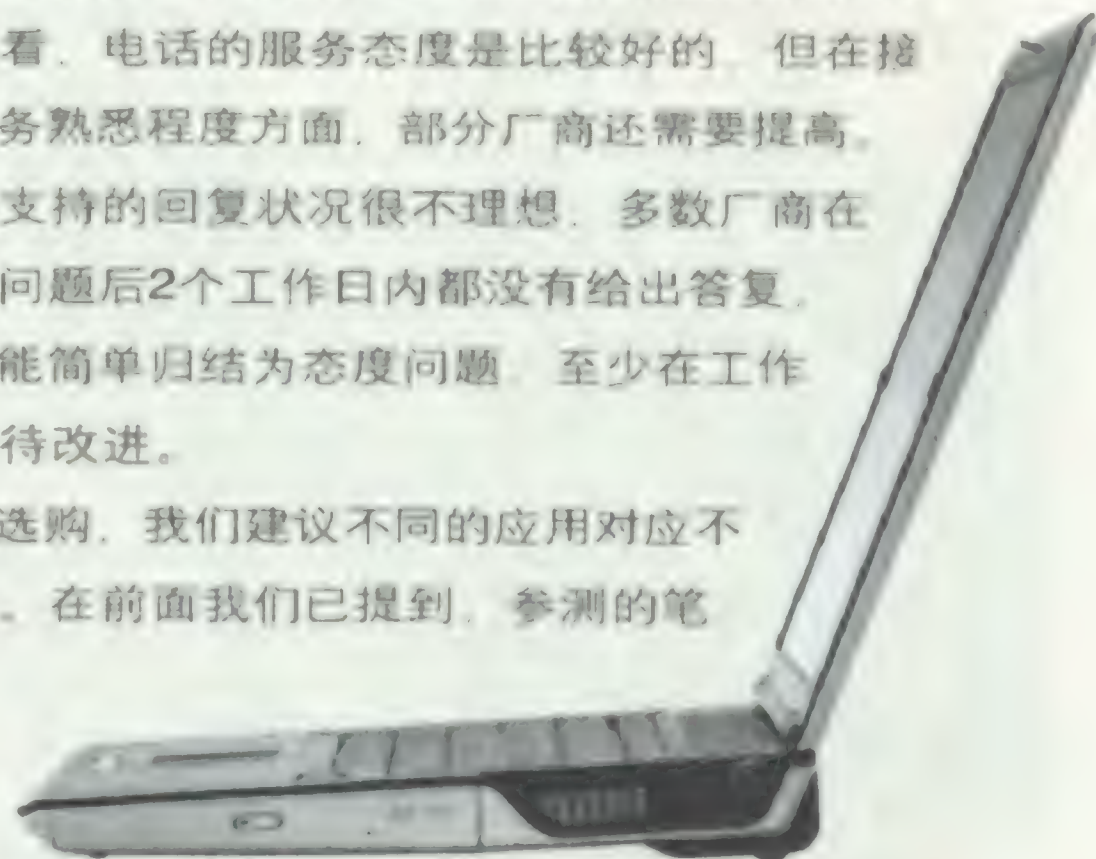 看，电话的服务态度是比较好的，但在接
务熟悉程度方面，部分厂商还需要提高。
支持的回复状况很不理想，多数厂商在
问题后2个工作日内都没有给出答复，
能简单归结为态度问题，至少在工作
待改进。
选购，我们建议不同的应用对应不
。在前面我们已提到，参测的笔